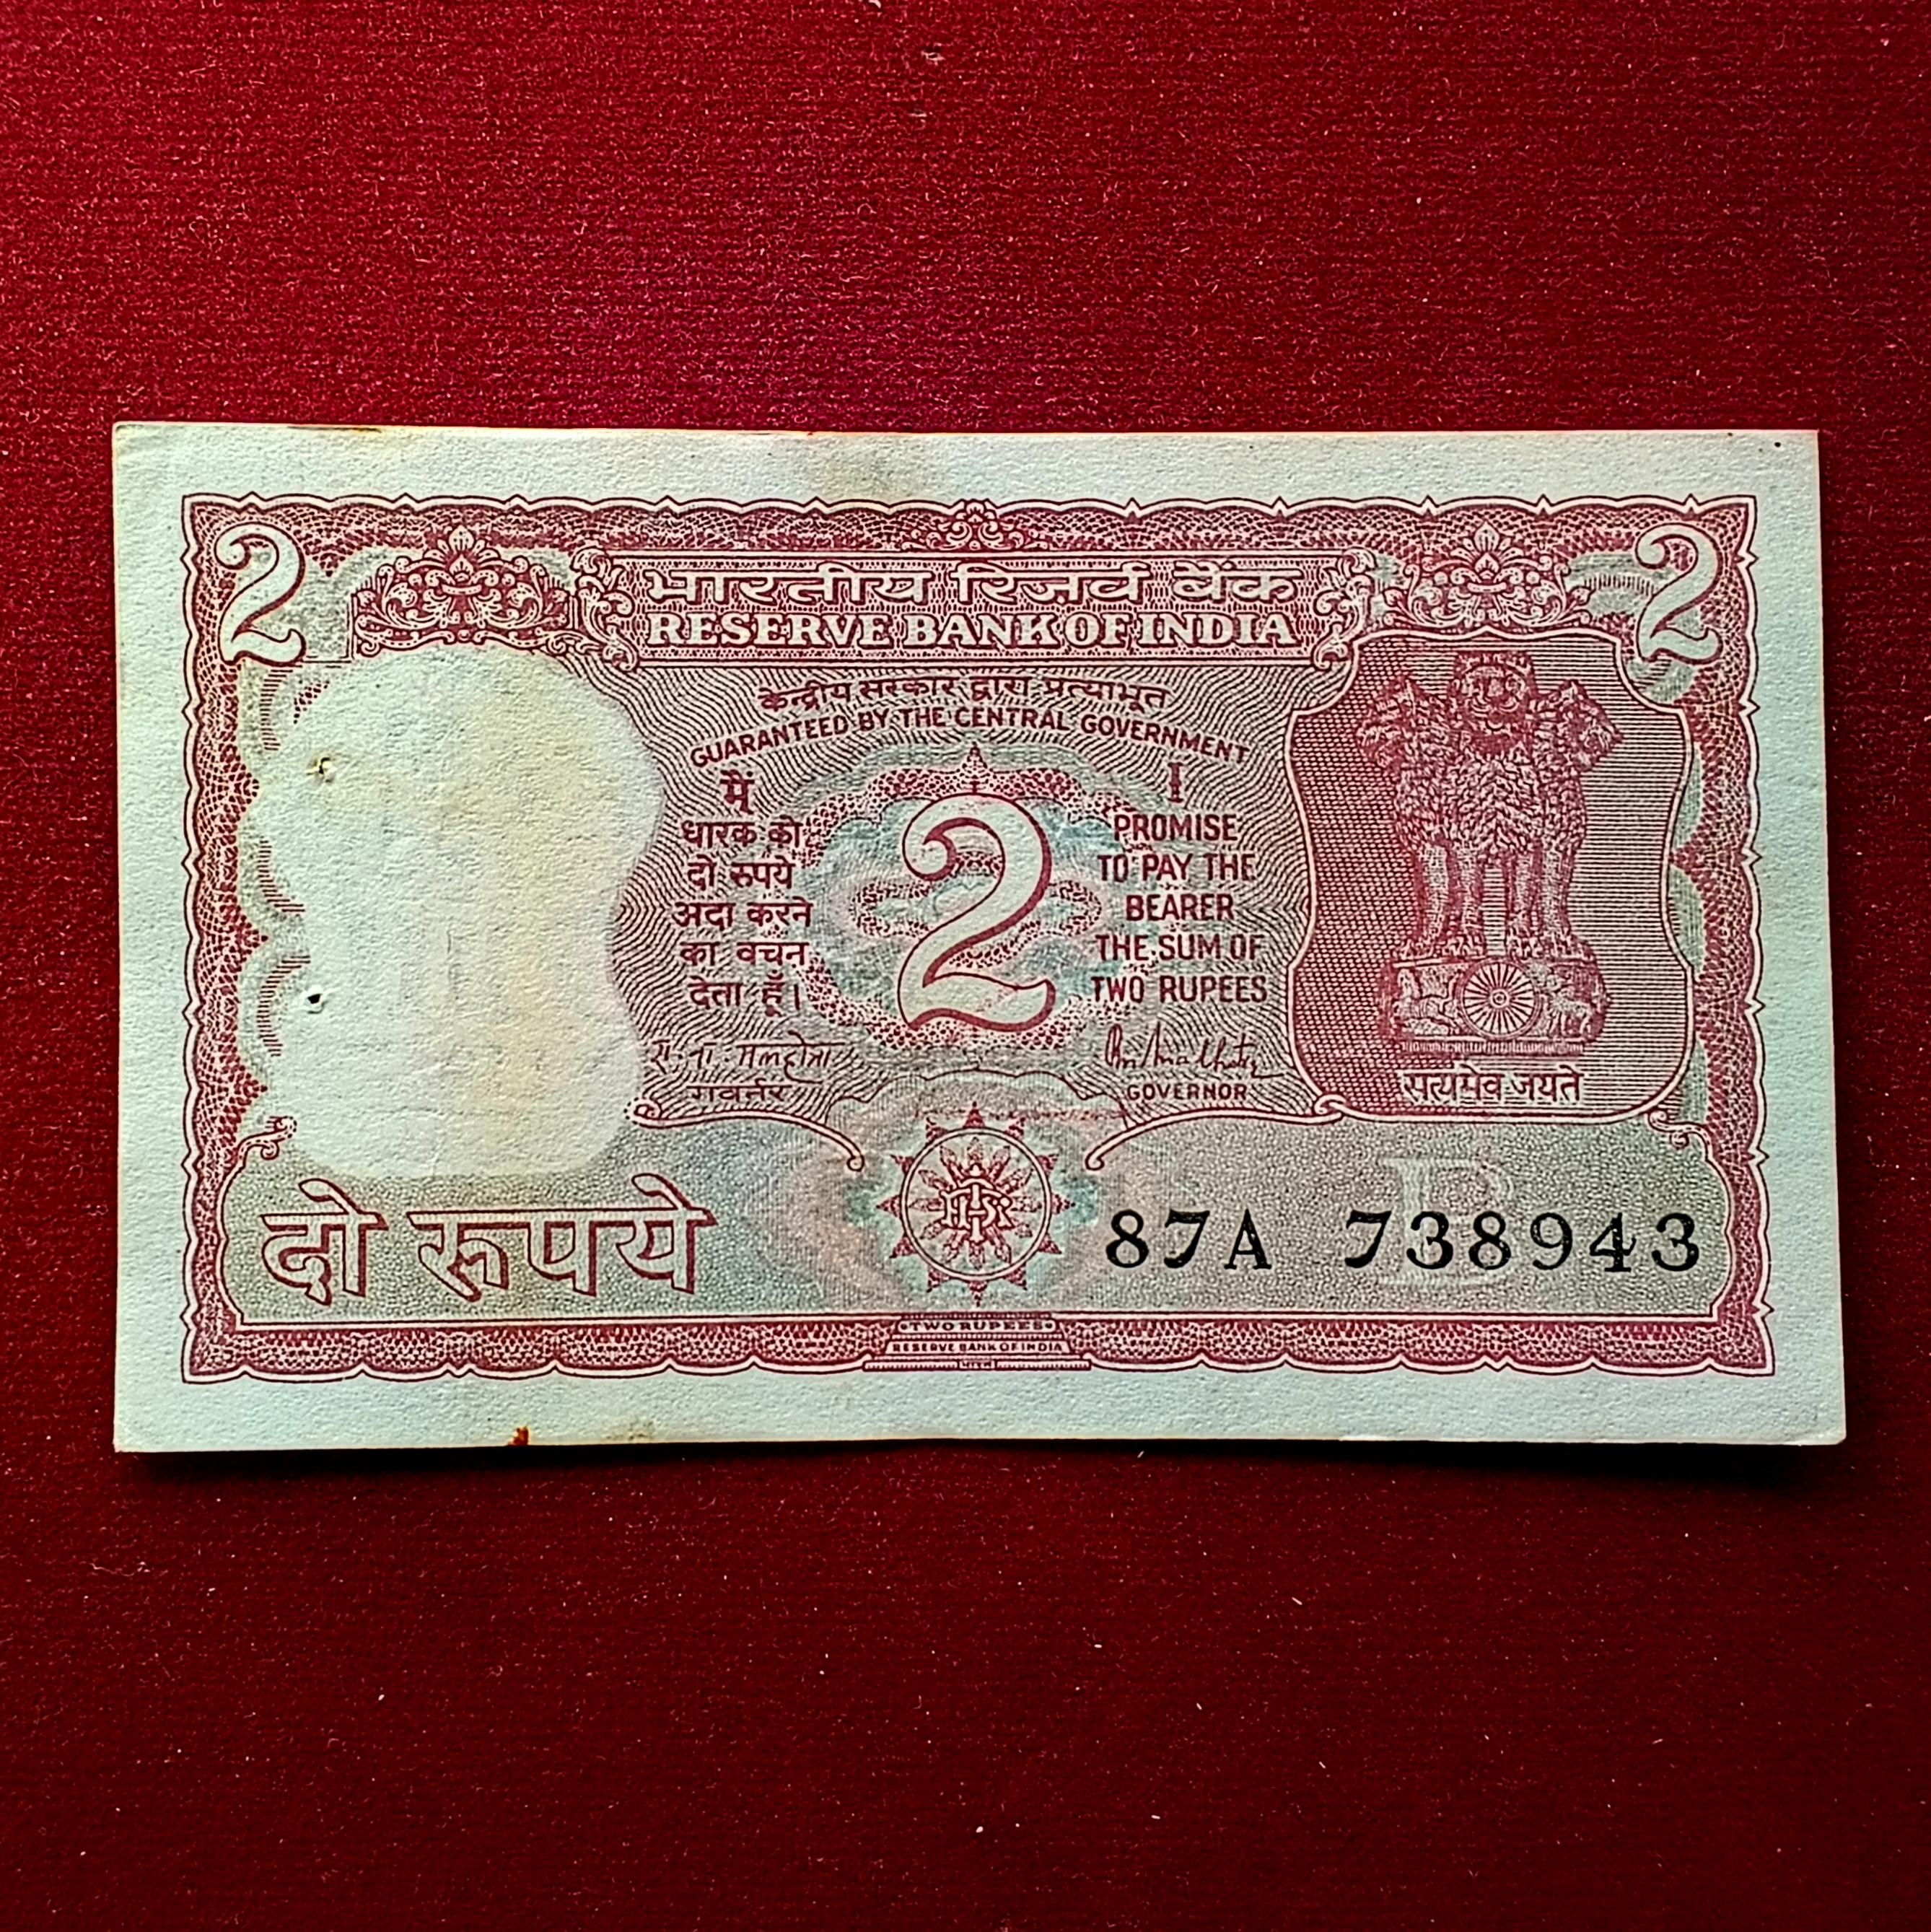 2 2
भारतीय रिज़र्व बैंक
RESERVE BANK OF INDIA
केन्द्रीय सरकार द्वारा प्रत्याभूत
GUARANTEED BY THE CENTRAL GOVERNMENT
मैं
धारक को
दो रुपये
अदा करने
का वचन
देता हूँ।
रा. ना. मलहोत्रा
गवर्नर
2
I
PROMISE
TO PAY THE
BEARER
THE SUM OF
TWO RUPEES
GOVERNOR
सत्यमेव जयते
दो रूपये
B
87A 738943
TWO RUPEES
RESERVE BANK OF INDIA